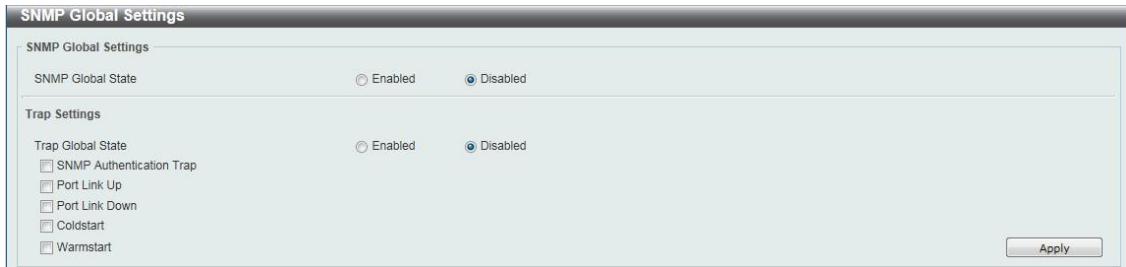 SNMP Global Settings
SNMP Global Settings
SNMP Global State Enabled Disabled
Trap Settings
Trap Global State Enabled Disabled
SNMP Authentication Trap
Port Link Up
Port Link Down
Coldstart
Warmstart Apply